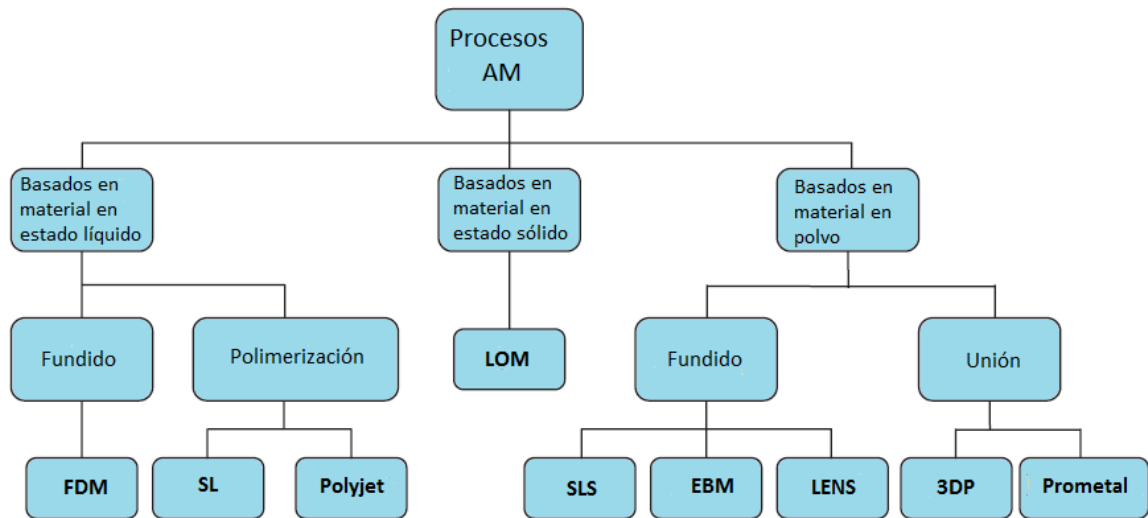 Procesos
AM
Basados en
material en
estado líquido
Basados en
material en
estado sólido
Basados en
material en
polvo
Fundido
Polimerización
LOM
Fundido
Unión
FDM
SL
Polyjet
SLS
EBM
LENS
3DP
Prometal